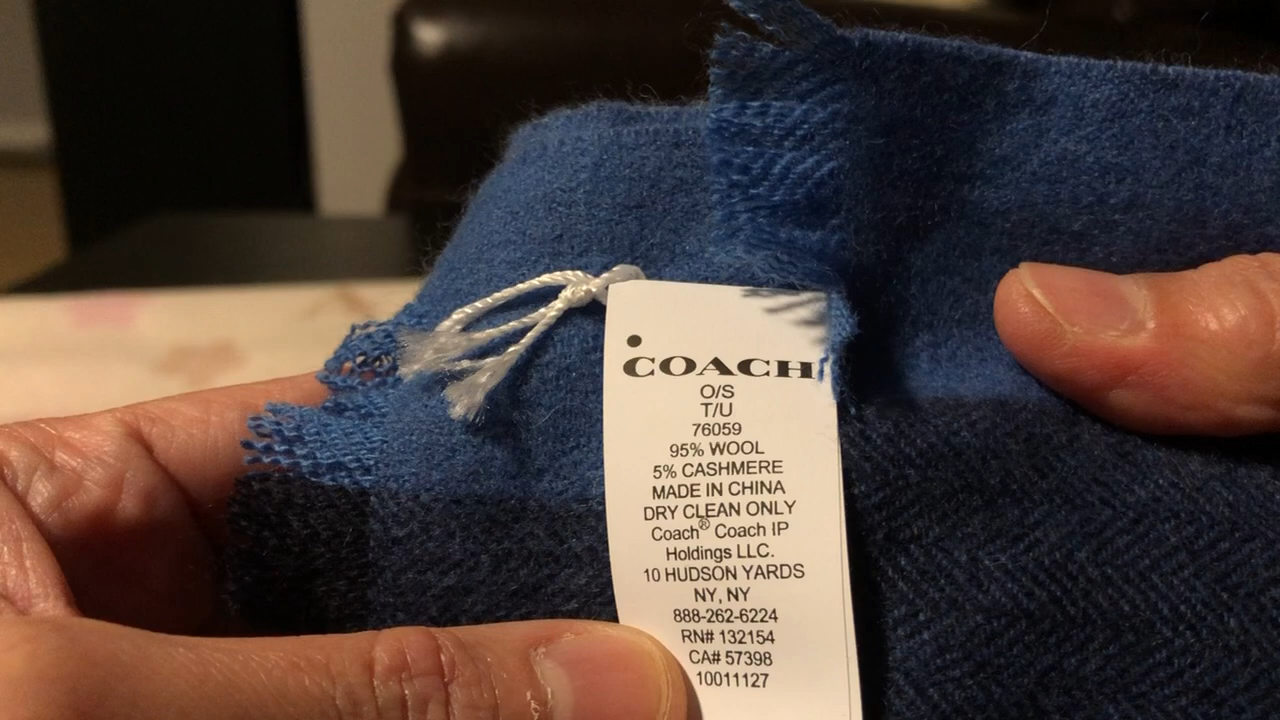 COACH
O/S
T/U
76059
95% WOOL
5% CASHMERE
MADE IN CHINA
DRY CLEAN ONLY
Coach® Coach IP
Holdings LLC.
10 HUDSON YARDS
NY, NY
888-262-6224
RN# 132154
CA# 57398
10011127